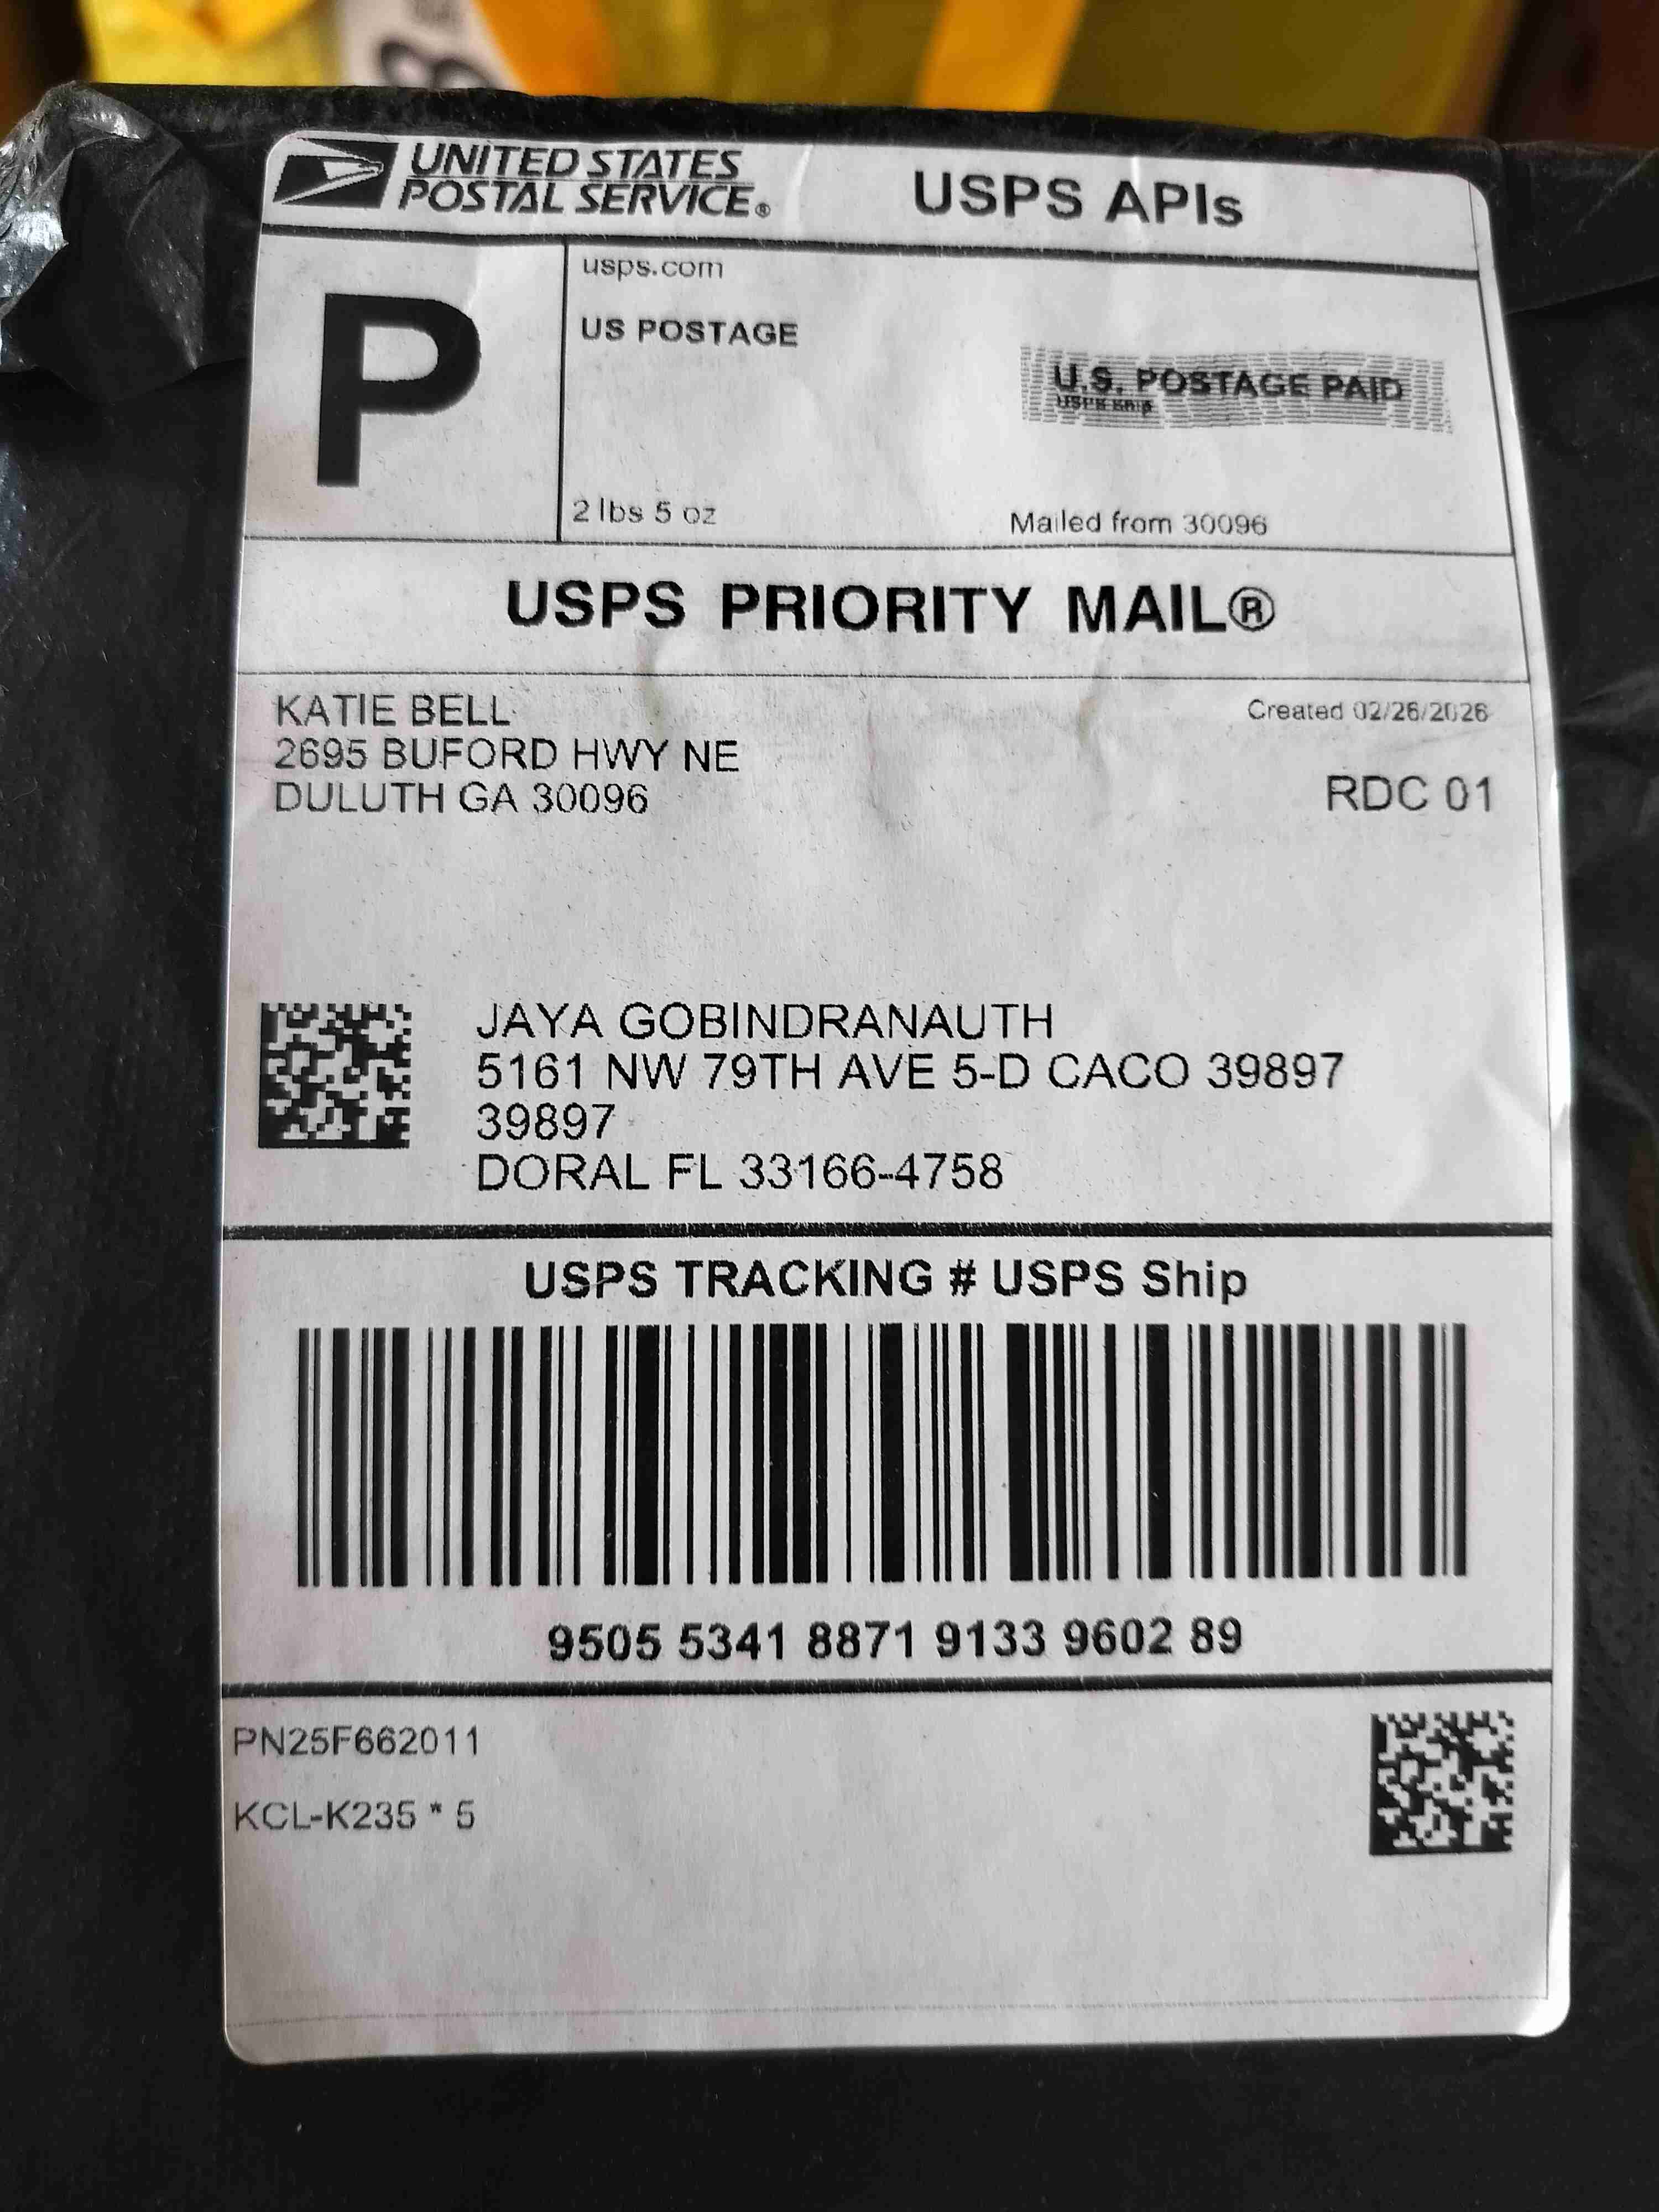 UNITED STATES
POSTAL SERVICE®
USPS APIs
P
usps.com
US POSTAGE
U.S. POSTAGE PAID
USPS Ship
2 lbs 5 oz
Mailed from 30096
USPS PRIORITY MAIL®
KATIE BELL
2695 BUFORD HWY NE
DULUTH GA 30096
Created 02/26/2026
RDC 01
JAYA GOBINDRANAUTH
5161 NW 79TH AVE 5-D CACO 39897
39897
DORAL FL 33166-4758
USPS TRACKING # USPS Ship
9505 5341 8871 9133 9602 89
PN25F662011
KCL-K235 * 5